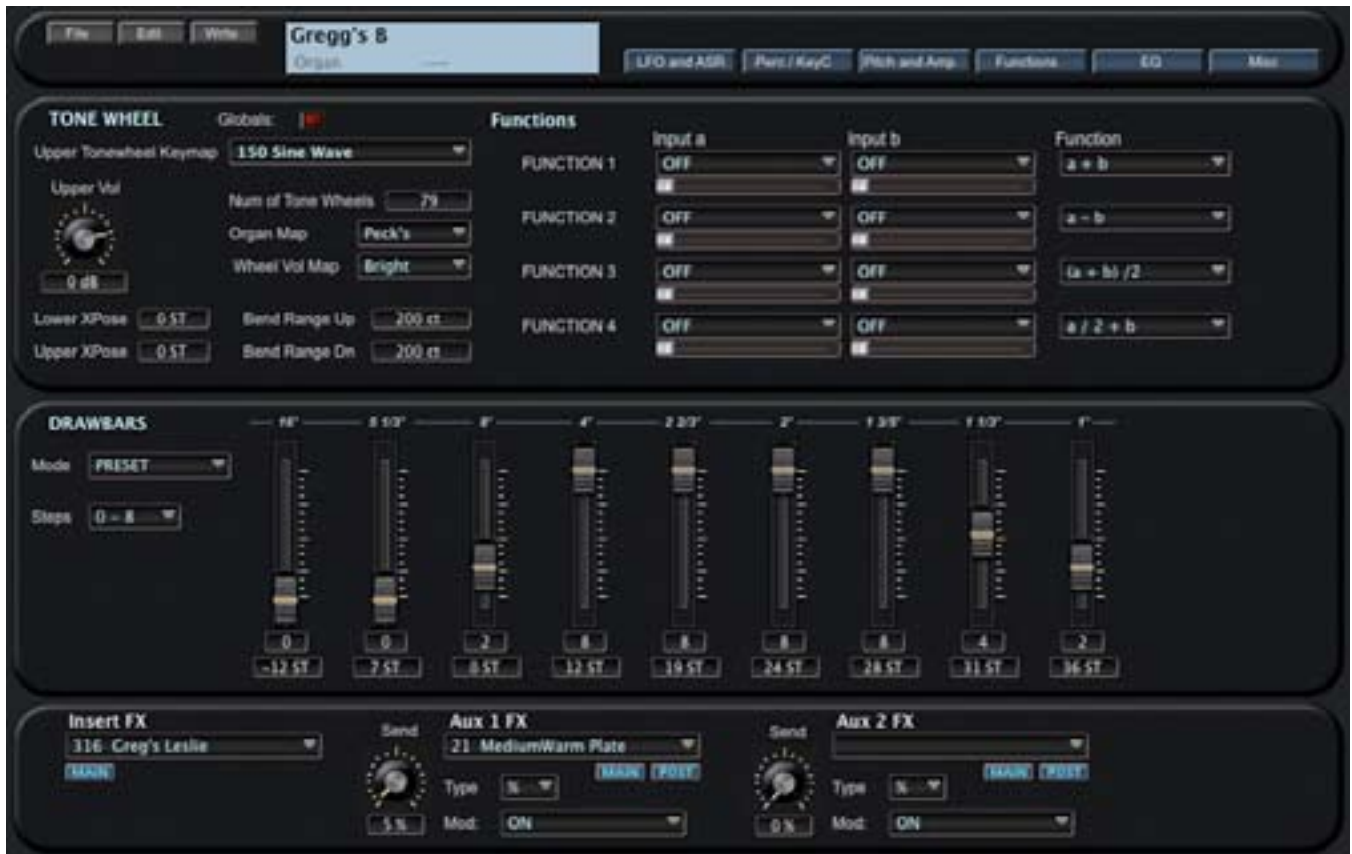 File Edit Write
Gregg's B
Organ ----
LFO and ASR Perc / KeyC Pitch and Amp Functions EQ Misc
TONE WHEEL Globals:
Functions
Input a Input b Function
Upper Tonewheel Keymap 150 Sine Wave
FUNCTION 1 OFF OFF a + b
Upper Vol
Num of Tone Wheels 79
FUNCTION 2 OFF OFF a - b
Organ Map Peck's
Wheel Vol Map Bright
FUNCTION 3 OFF OFF (a + b) /2
0 dB
Lower XPose 0 ST Bend Range Up 200 ct
FUNCTION 4 OFF OFF a / 2 + b
Upper XPose 0 ST Bend Range Dn 200 ct
DRAWBARS
16" 5 1/3" 8" 4" 2 2/3" 2" 1 3/5" 1 1/3" 1"
Mode PRESET
Steps 0 - 8
0 0 2 8 8 8 8 4 2
-12 ST 7 ST 0 ST 12 ST 19 ST 24 ST 28 ST 31 ST 36 ST
Insert FX Send Aux 1 FX Send Aux 2 FX
316 Greg's Leslie 21 MediumWarm Plate
MAIN MAIN POST MAIN POST
Type % Type %
5 % Mod: ON 0 % Mod: ON